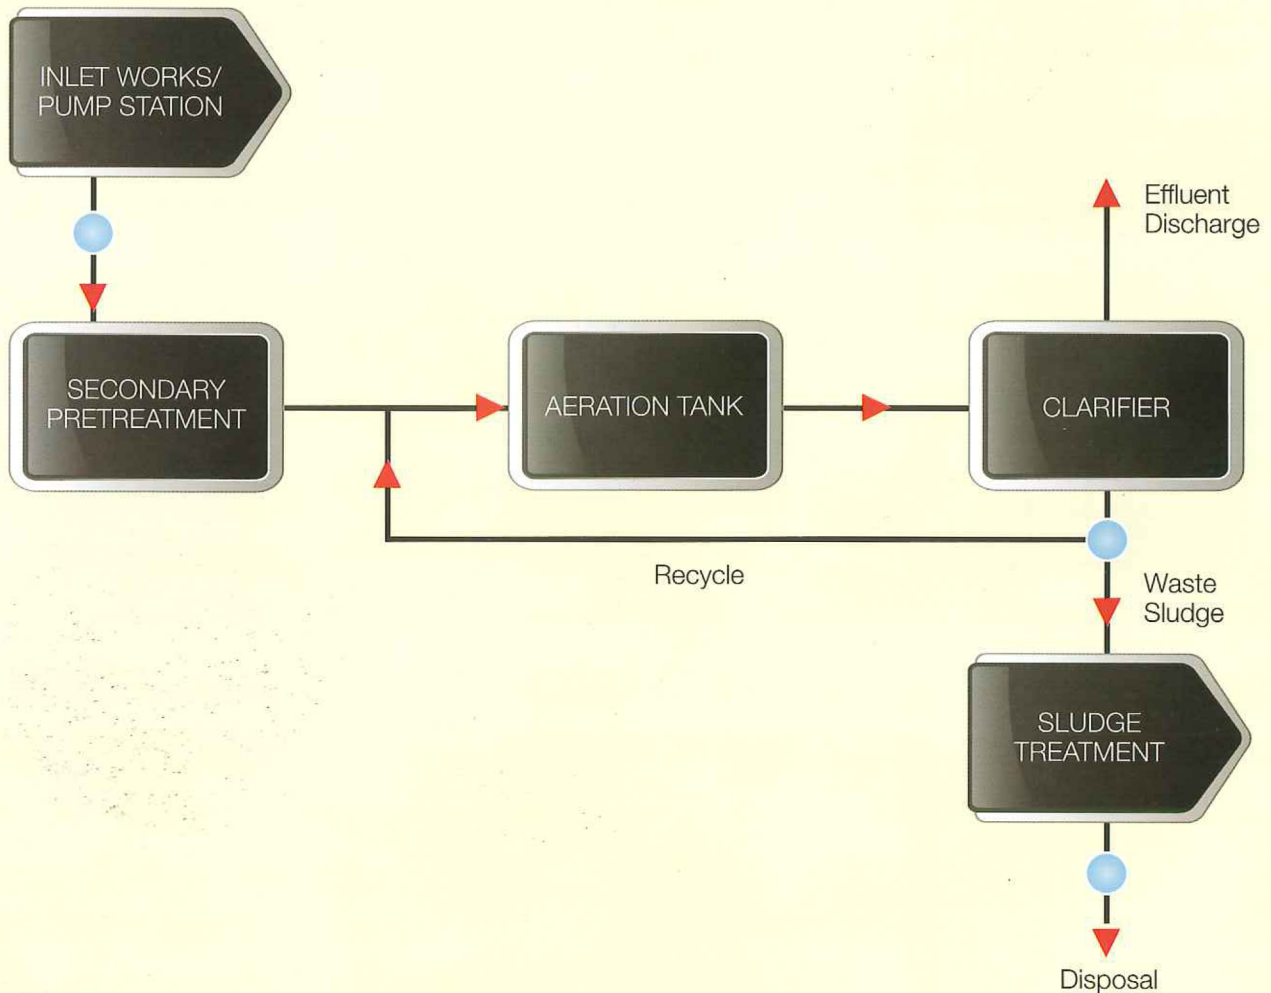 INLET WORKS/
PUMP STATION
Effluent
Discharge
SECONDARY
PRETREATMENT
AERATION TANK
CLARIFIER
Recycle
Waste
Sludge
SLUDGE
TREATMENT
Disposal